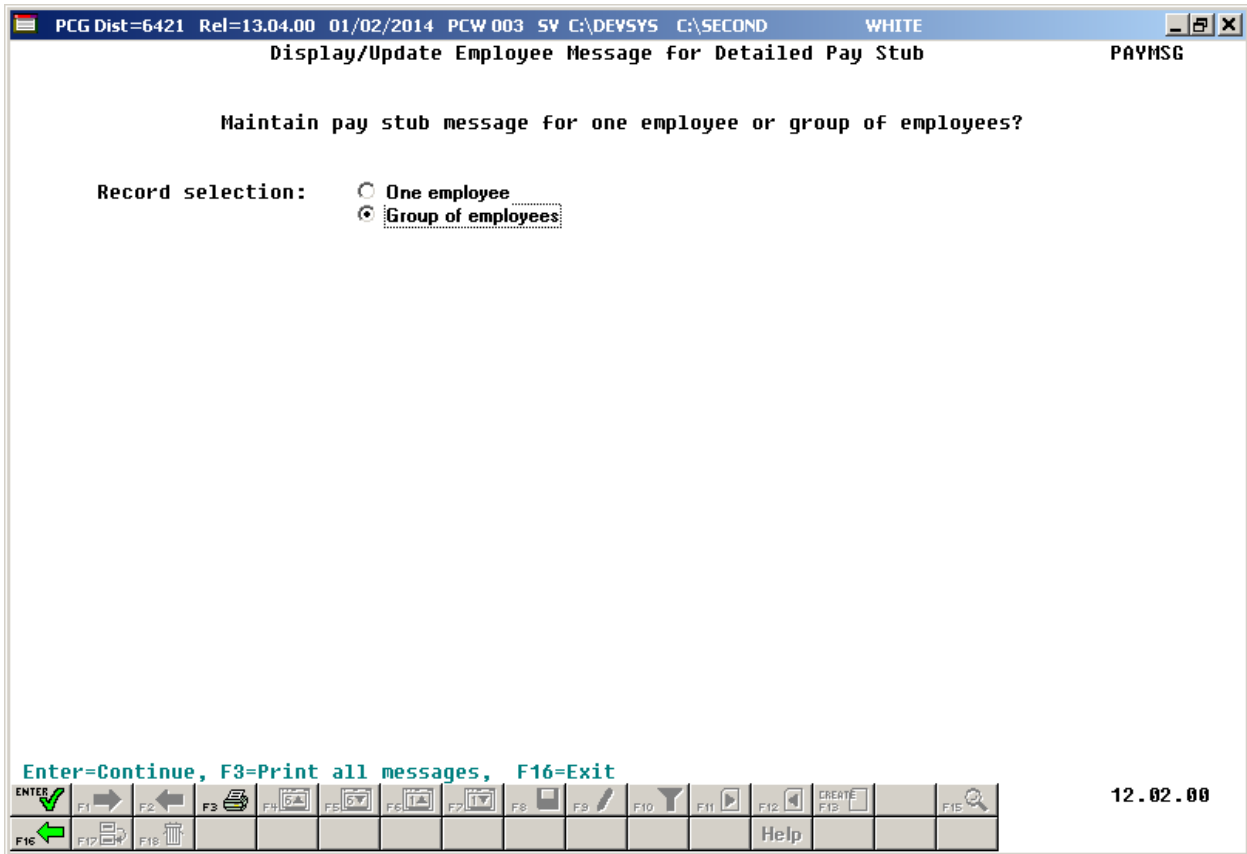 PCG Dist=6421 Rel=13.04.00 01/02/2014 PCW 003 SV C:\DEVSYS C:\SECOND WHITE
Display/Update Employee Message for Detailed Pay Stub PAYMSG
Maintain pay stub message for one employee or group of employees?
Record selection: One employee
Group of employees
Enter=Continue, F3=Print all messages, F16=Exit
ENTER F1 F2 F3 F4 F5 F6 F7 F8 F9 F10 F11 F12 CREATE F13 F15 12.02.00
F16 F17 F18 Help